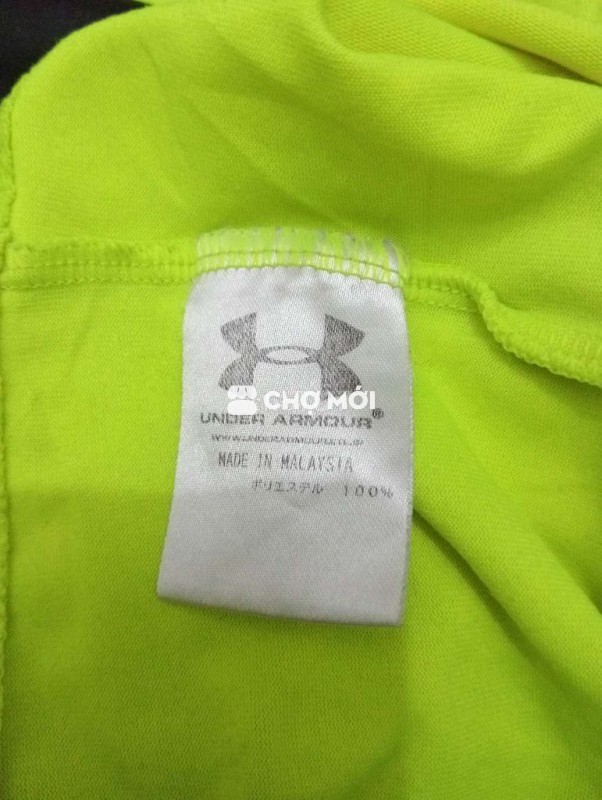 CHỢ MỚI
UNDER ARMOUR®
MADE IN MALAYSIA
ポリエステル 100%